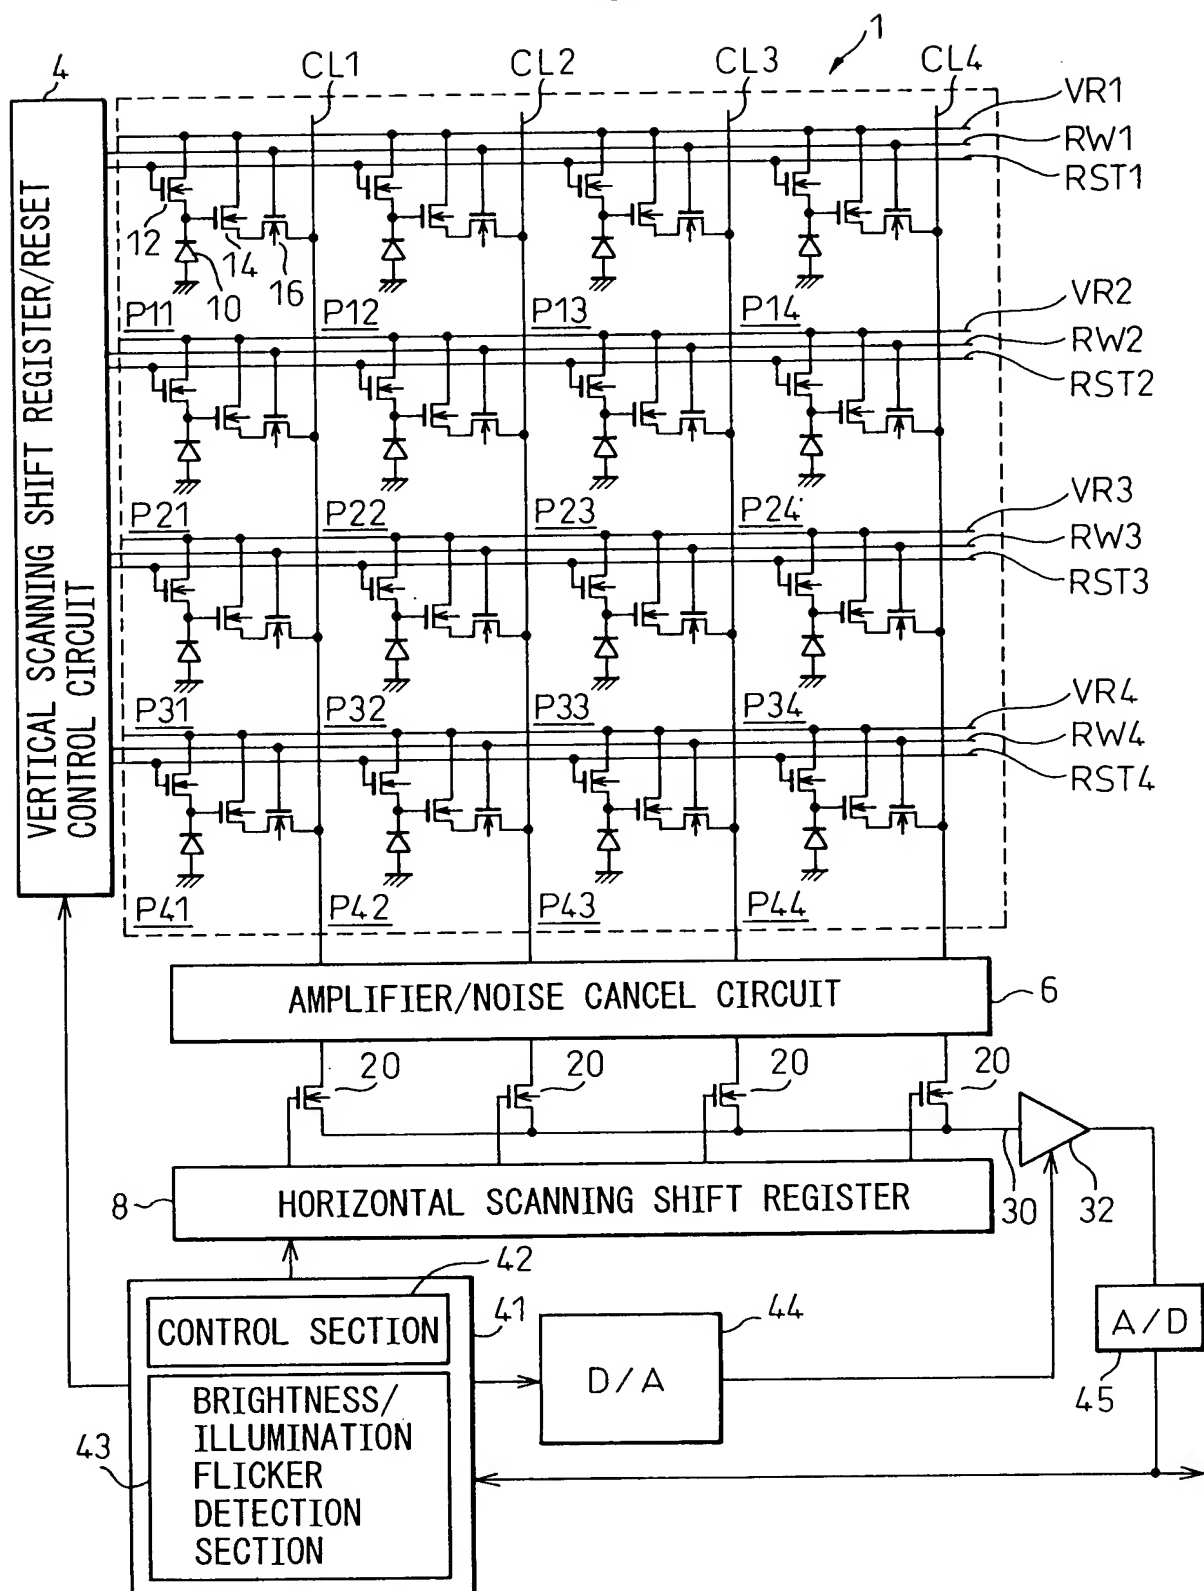 1
4
CL1 CL2 CL3 CL4
VR1
RW1
RST1
12 14 10 16
P11 P12 P13 P14
VR2
RW2
RST2
P21 P22 P23 P24
VR3
RW3
RST3
P31 P32 P33 P34
VR4
RW4
RST4
P41 P42 P43 P44
VERTICAL SCANNING SHIFT REGISTER/RESET
CONTROL CIRCUIT
AMPLIFIER/NOISE CANCEL CIRCUIT 6
20 20 20 20
8 HORIZONTAL SCANNING SHIFT REGISTER 30 32
42
CONTROL SECTION 41
44
D/A
A/D
45
43
BRIGHTNESS/
ILLUMINATION
FLICKER
DETECTION
SECTION